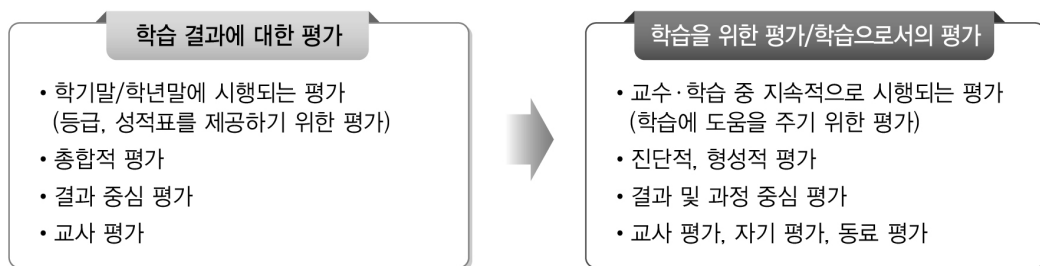 학습 결과에 대한 평가
• 학기말/학년말에 시행되는 평가
(등급, 성적표를 제공하기 위한 평가)
• 총합적 평가
• 결과 중심 평가
• 교사 평가
학습을 위한 평가/학습으로서의 평가
• 교수·학습 중 지속적으로 시행되는 평가
(학습에 도움을 주기 위한 평가)
• 진단적, 형성적 평가
• 결과 및 과정 중심 평가
• 교사 평가, 자기 평가, 동료 평가